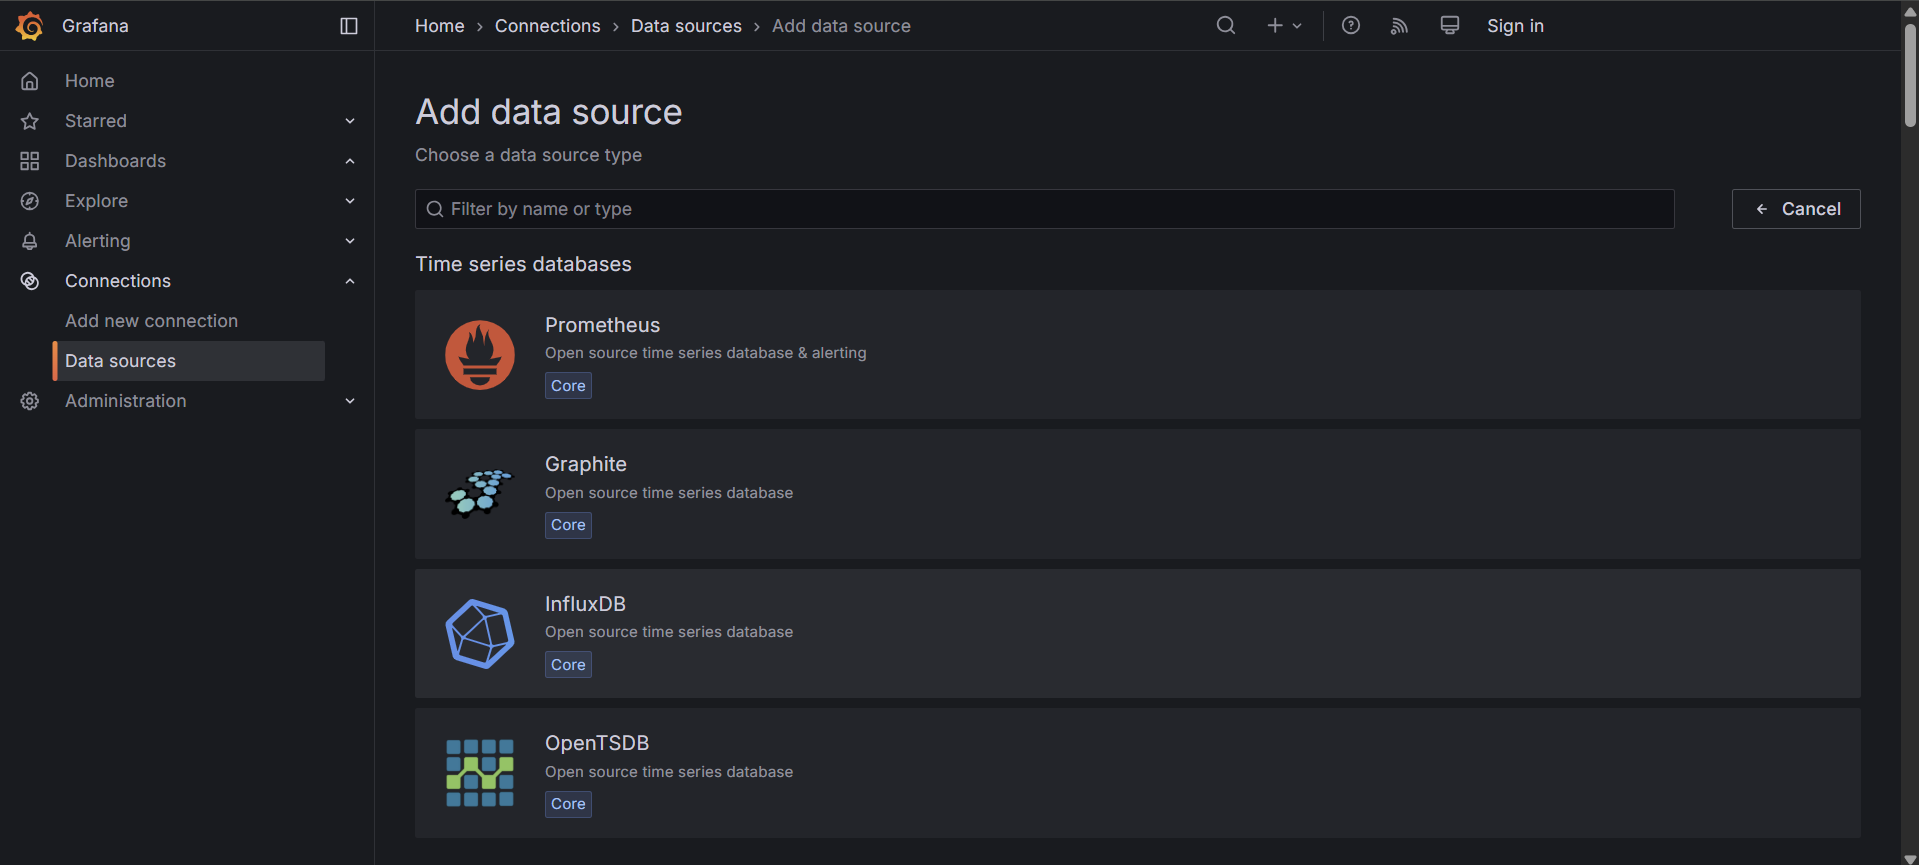 Grafana
Home
Starred
Dashboards
Explore
Alerting
Connections
Add new connection
Data sources
Administration
Home › Connections › Data sources › Add data source
Sign in
Add data source
Choose a data source type
Filter by name or type
Cancel
Time series databases
Prometheus
Open source time series database & alerting
Core
Graphite
Open source time series database
Core
InfluxDB
Open source time series database
Core
OpenTSDB
Open source time series database
Core